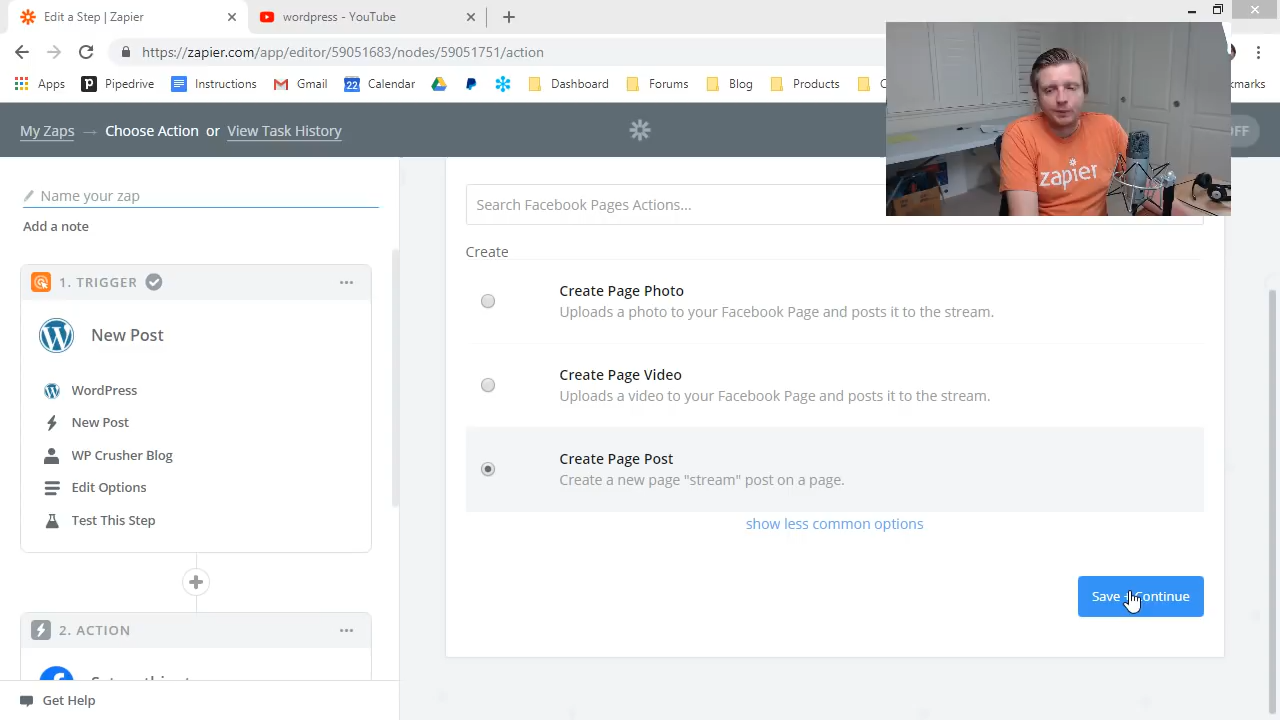 Edit a Step | Zapier
wordpress - YouTube
https://zapier.com/app/editor/59051683/nodes/59051751/action
Apps
Pipedrive
Instructions
Gmail
22
Calendar
Dashboard
Forums
Blog
Products
My Zaps → Choose Action or View Task History
Name your zap
Add a note
1. TRIGGER
New Post
WordPress
New Post
WP Crusher Blog
Edit Options
Test This Step
2. ACTION
Get Help
Search Facebook Pages Actions...
Create
Create Page Photo
Uploads a photo to your Facebook Page and posts it to the stream.
Create Page Video
Uploads a video to your Facebook Page and posts it to the stream.
Create Page Post
Create a new page "stream" post on a page.
show less common options
Save + Continue
zapier